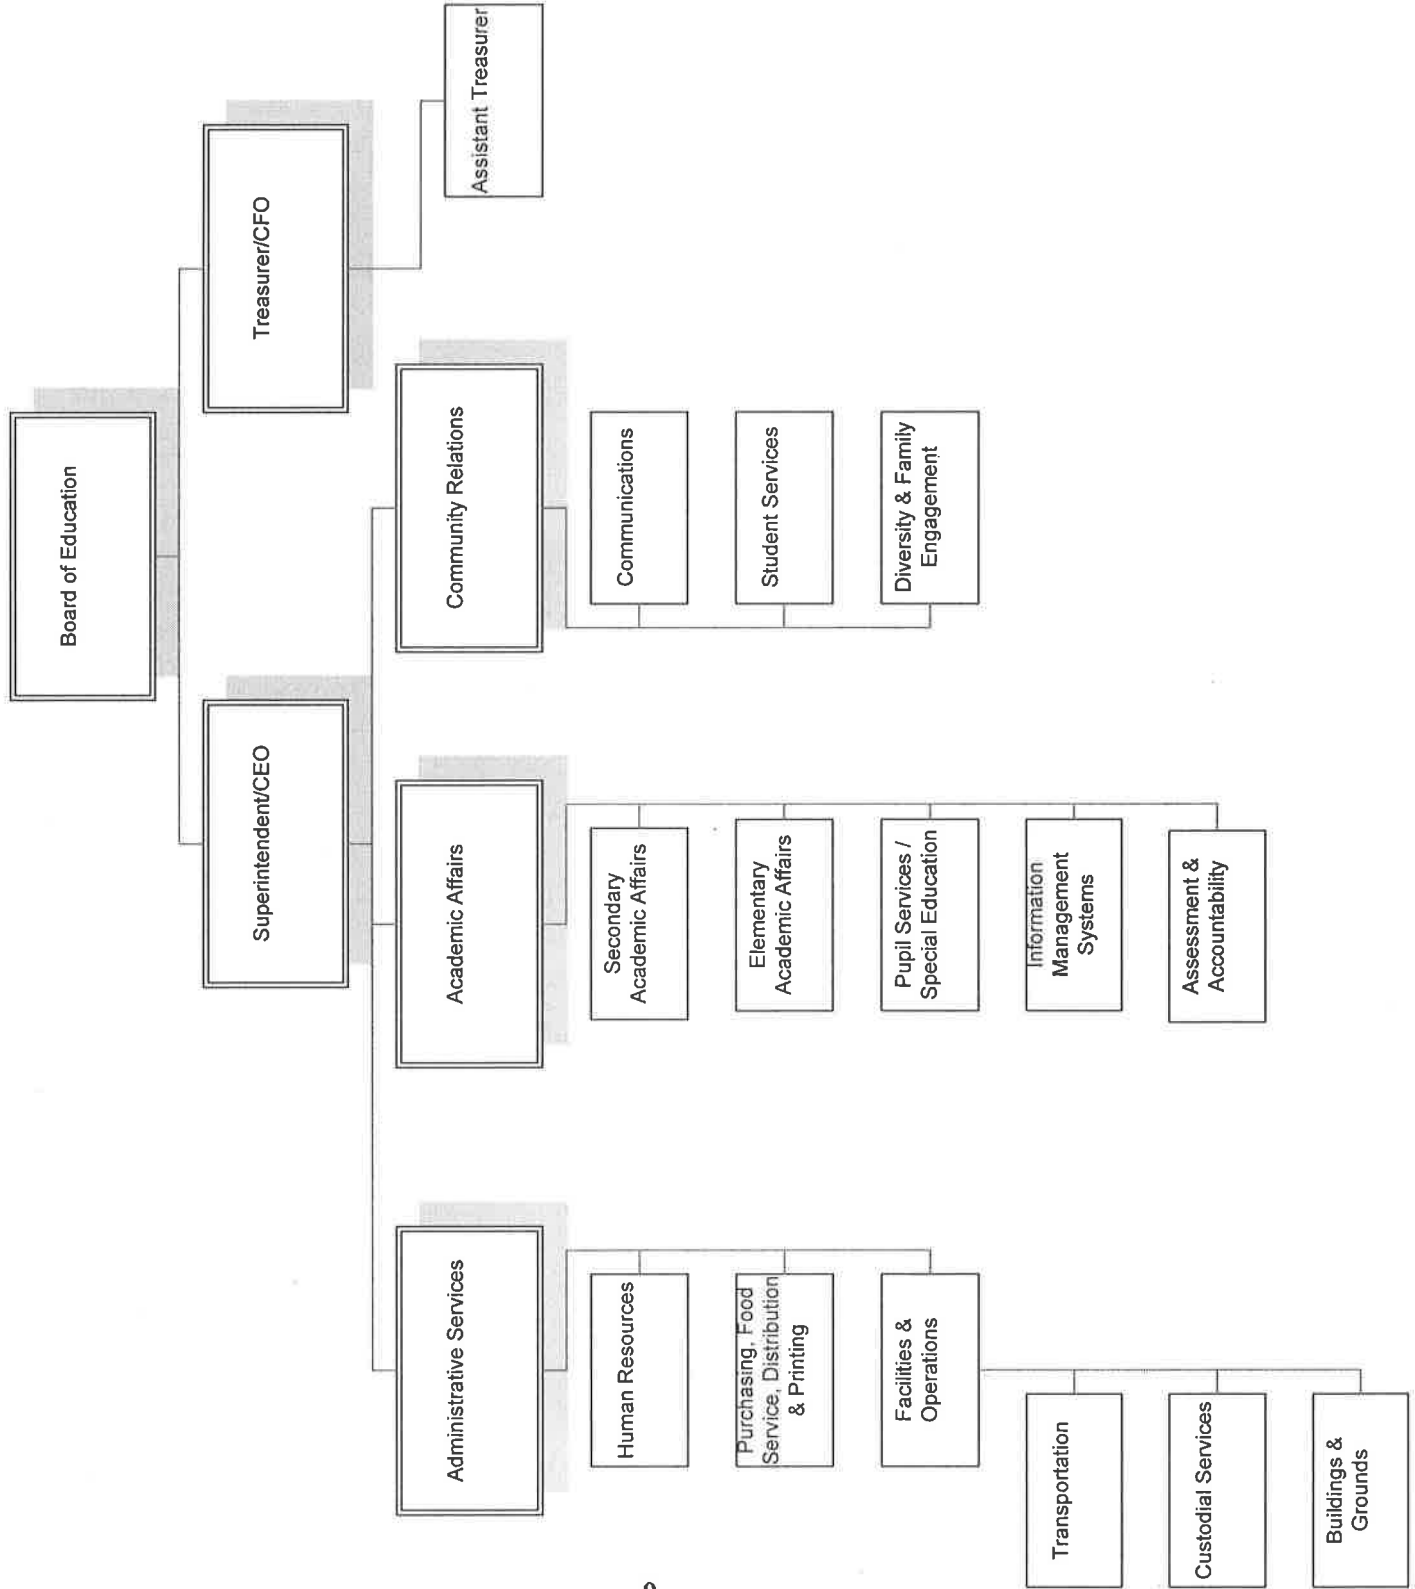 Board of Education
Superintendent/CEO
Treasurer/CFO
Administrative Services
Academic Affairs
Community Relations
Assistant Treasurer
Human Resources
Purchasing, Food
Service, Distribution
& Printing
Facilities &
Operations
Transportation
Custodial Services
Buildings &
Grounds
Secondary
Academic Affairs
Elementary
Academic Affairs
Pupil Services /
Special Education
Information
Management
Systems
Assessment &
Accountability
Communications
Student Services
Diversity & Family
Engagement